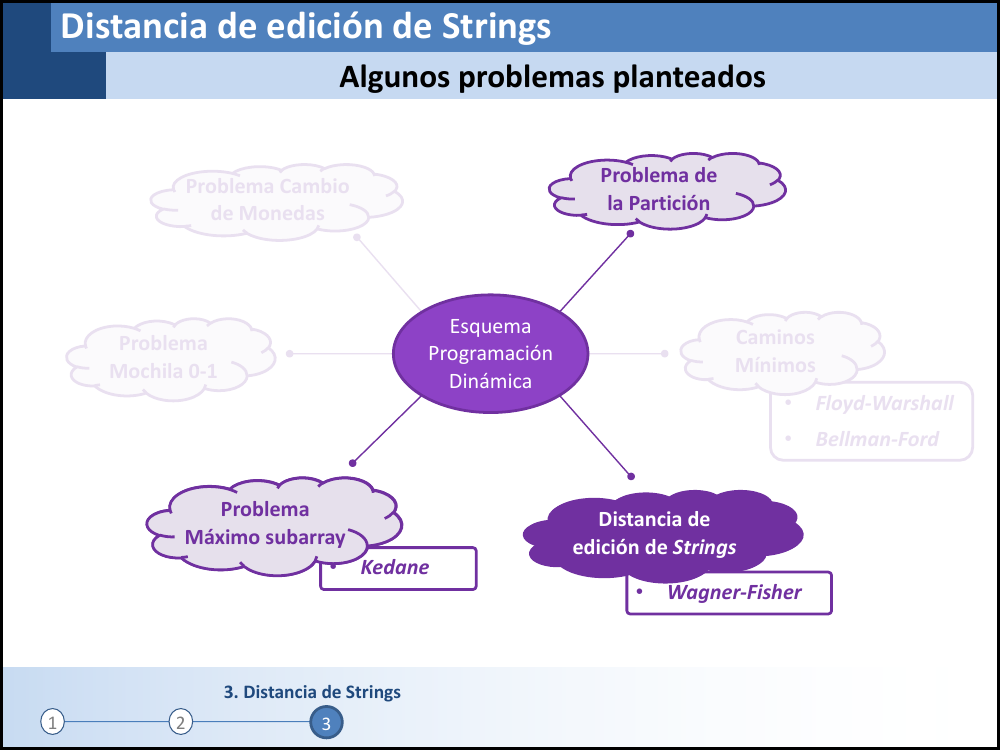 Distancia de edición de Strings
Algunos problemas planteados
Problema Cambio
de Monedas
Problema de
la Partición
Esquema
Programación
Dinámica
Problema
Mochila 0-1
Caminos
Mínimos
• Floyd-Warshall
• Bellman-Ford
Problema
Máximo subarray
• Kedane
Distancia de
edición de Strings
• Wagner-Fisher
3. Distancia de Strings
1 2 3